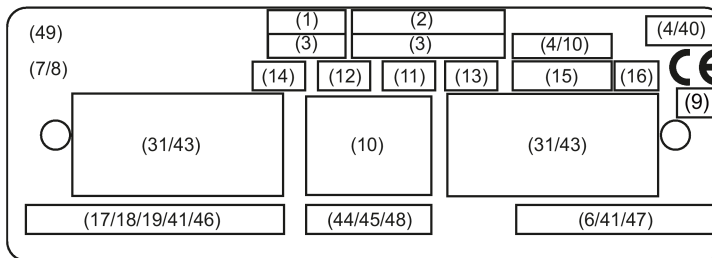 (1) (2)
(49) (3) (3) (4/10) (4/40)
(7/8) (14) (12) (11) (13) (15) (16) CE
(9)
(31/43) (10) (31/43)
(17/18/19/41/46) (44/45/48) (6/41/47)